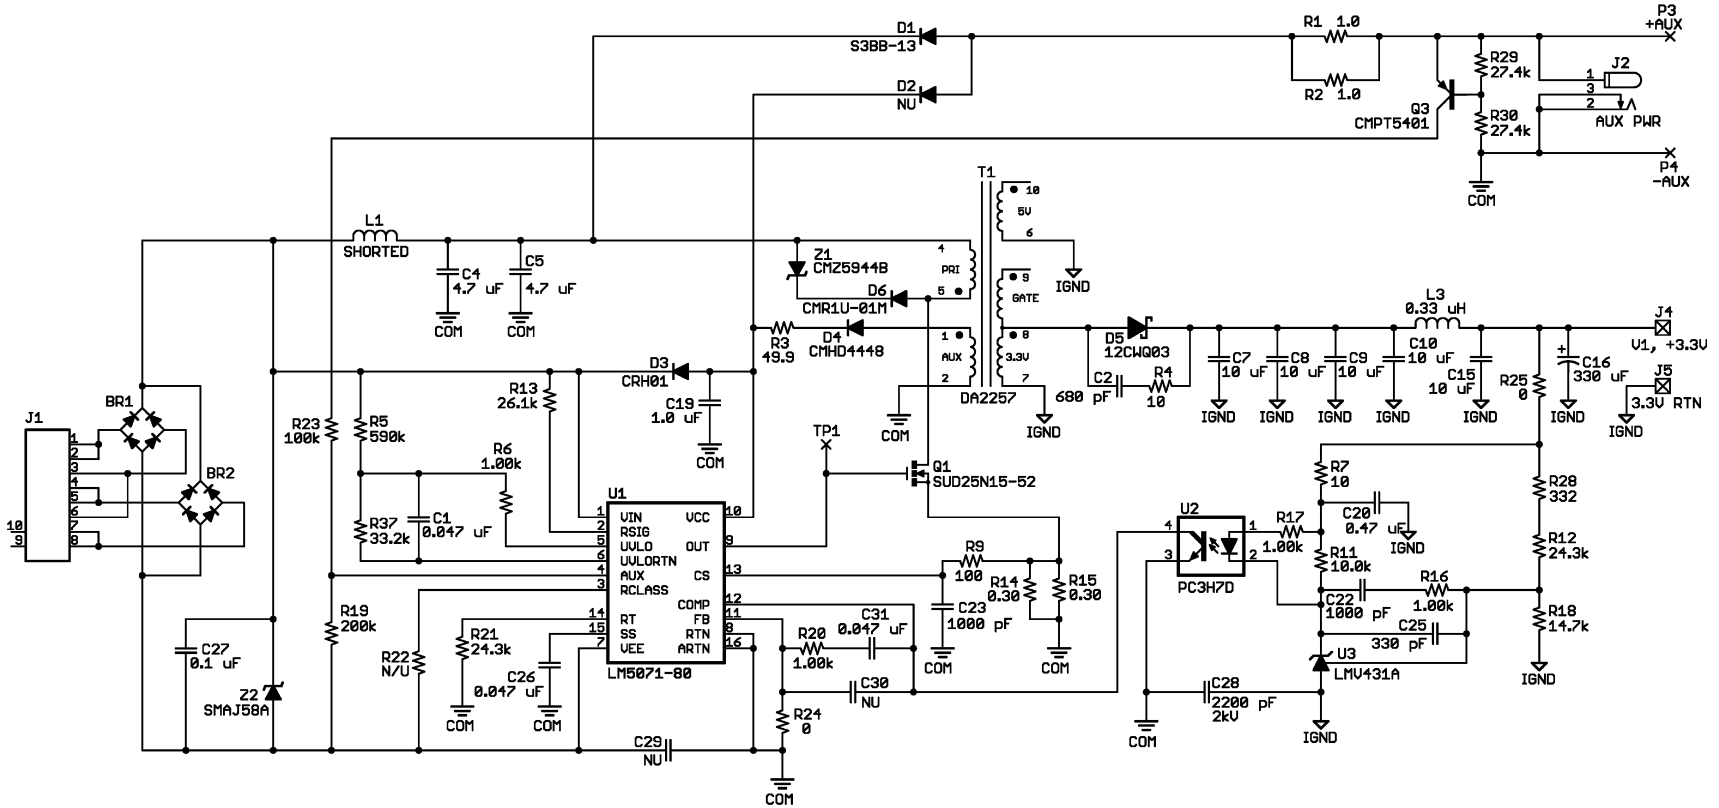 P3
+AUX
D1
S3BB-13
R1 1.0
R2 1.0
D2
NU
R29
27.4k
J2
1
3
2
AUX PWR
Q3
CMPT5401
R30
27.4k
P4
-AUX
COM
T1
10
5V
6
IGND
L1
SHORTED
C4
4.7 uF
COM
C5
4.7 uF
COM
Z1
CMZ5944B
D6
CMR1U-01M
4
PRI
5
9
GATE
R3
49.9
D4
CMHD4448
1
AUX
2
COM
8
3.3V
7
DA2257
IGND
D5
12CWQ03
C2
680 pF
R4
10
C7
10 uF
IGND
C8
10 uF
IGND
C9
10 uF
IGND
C10
10 uF
IGND
L3
0.33 uH
C15
10 uF
IGND
R25
0
+
C16
330 uF
IGND
J4
V1, +3.3V
J5
3.3V RTN
IGND
D3
CRH01
C19
1.0 uF
COM
J1
1
2
3
4
5
6
7
8
10
9
BR1
BR2
R23
100k
R5
590k
R13
26.1k
R6
1.00k
R37
33.2k
C1
0.047 uF
TP1
Q1
SUD25N15-52
U1
1 VIN VCC 10
2 RSIG
5 UVLO OUT 9
6 UVLORTN
4 AUX CS 13
3 RCLASS
COMP 12
14 RT FB 11
15 SS RTN 8
7 VEE ARTN 16
LM5071-80
R19
200k
R22
N/U
R21
24.3k
COM
C26
0.047 uF
COM
C27
0.1 uF
Z2
SMAJ58A
C29
NU
R20
1.00k
C31
0.047 uF
C30
NU
R24
0
COM
R9
100
C23
1000 pF
COM
R14
0.30
R15
0.30
COM
U2
4
3
1
2
PC3H7D
R17
1.00k
R7
10
C20
0.47 uF
IGND
R11
10.0k
C22
1000 pF
R16
1.00k
C25
330 pF
U3
LMV431A
C28
2200 pF
2kV
COM
IGND
R28
332
R12
24.3k
R18
14.7k
IGND